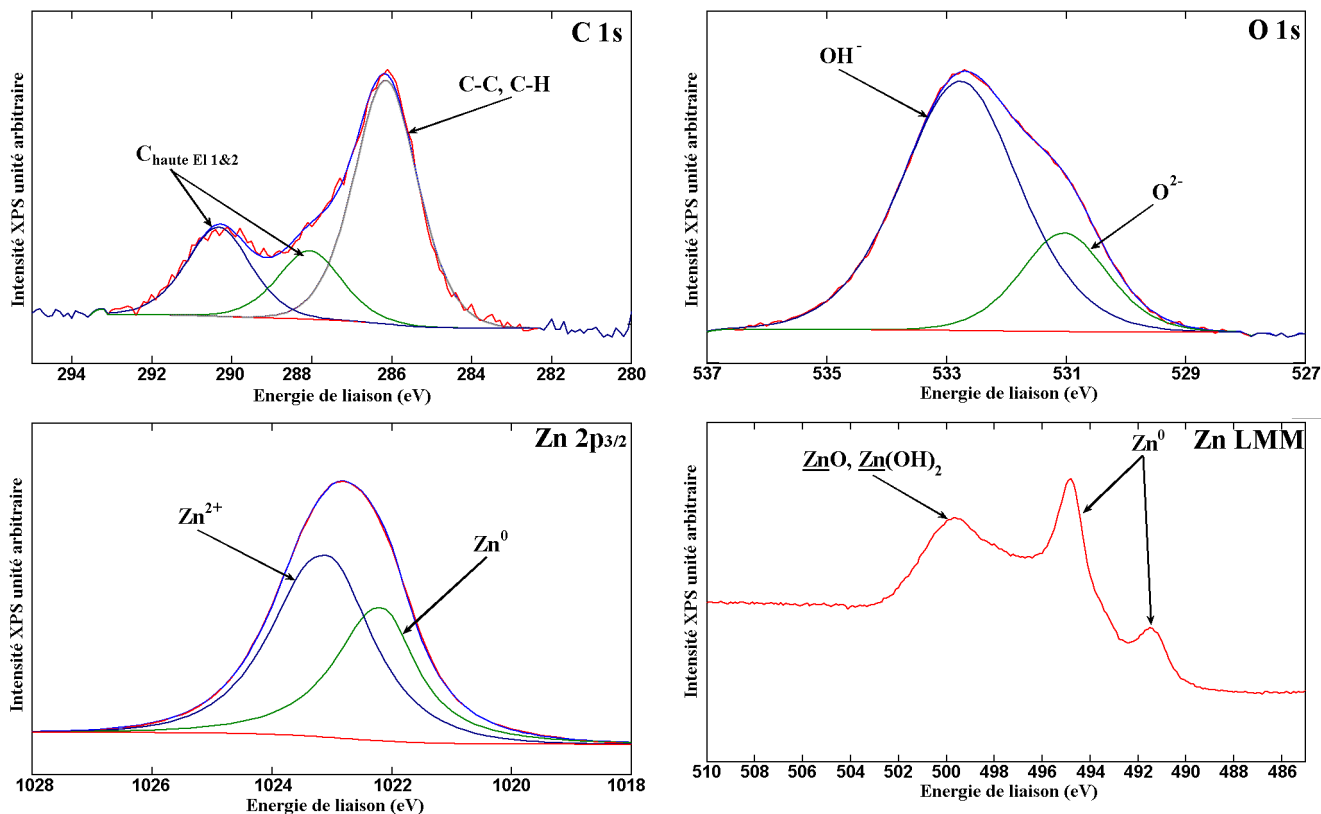 C 1s
C-C, C-H
C haute El 1&2
Intensité XPS unité arbitraire
294 292 290 288 286 284 282 280
Energie de liaison (eV)
O 1s
OH⁻
O²⁻
Intensité XPS unité arbitraire
537 535 533 531 529 527
Energie de liaison (eV)
Zn 2p3/2
Zn²⁺
Zn⁰
Intensité XPS unité arbitraire
1028 1026 1024 1022 1020 1018
Energie de liaison (eV)
Zn LMM
Zn⁰
ZnO, Zn(OH)₂
Intensité XPS unité arbitraire
510 508 506 504 502 500 498 496 494 492 490 488 486
Energie de liaison (eV)